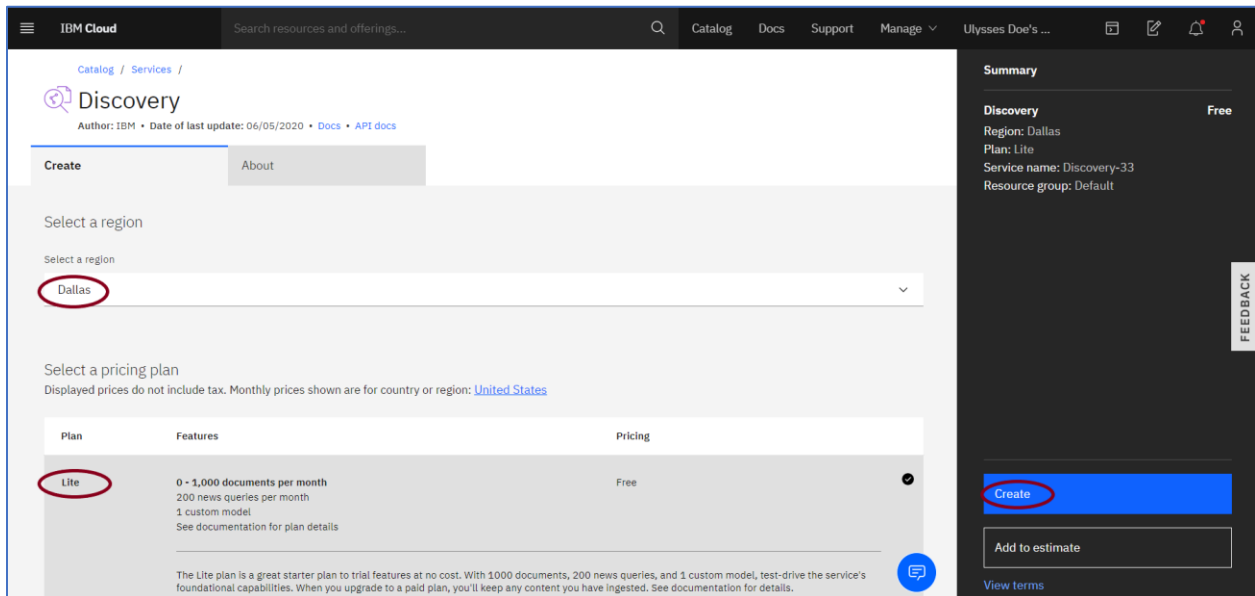 IBM Cloud
Search resources and offerings...
Catalog
Docs
Support
Manage
Ulysses Doe's ...
Catalog / Services /
Discovery
Author: IBM • Date of last update: 06/05/2020 • Docs • API docs
Create
About
Select a region
Select a region
Dallas
Select a pricing plan
Displayed prices do not include tax. Monthly prices shown are for country or region: United States
Plan Features Pricing
Lite 0 - 1,000 documents per month Free
200 news queries per month
1 custom model
See documentation for plan details
The Lite plan is a great starter plan to trial features at no cost. With 1000 documents, 200 news queries, and 1 custom model, test-drive the service's
foundational capabilities. When you upgrade to a paid plan, you'll keep any content you have ingested. See documentation for details.
Summary
Discovery Free
Region: Dallas
Plan: Lite
Service name: Discovery-33
Resource group: Default
FEEDBACK
Create
Add to estimate
View terms